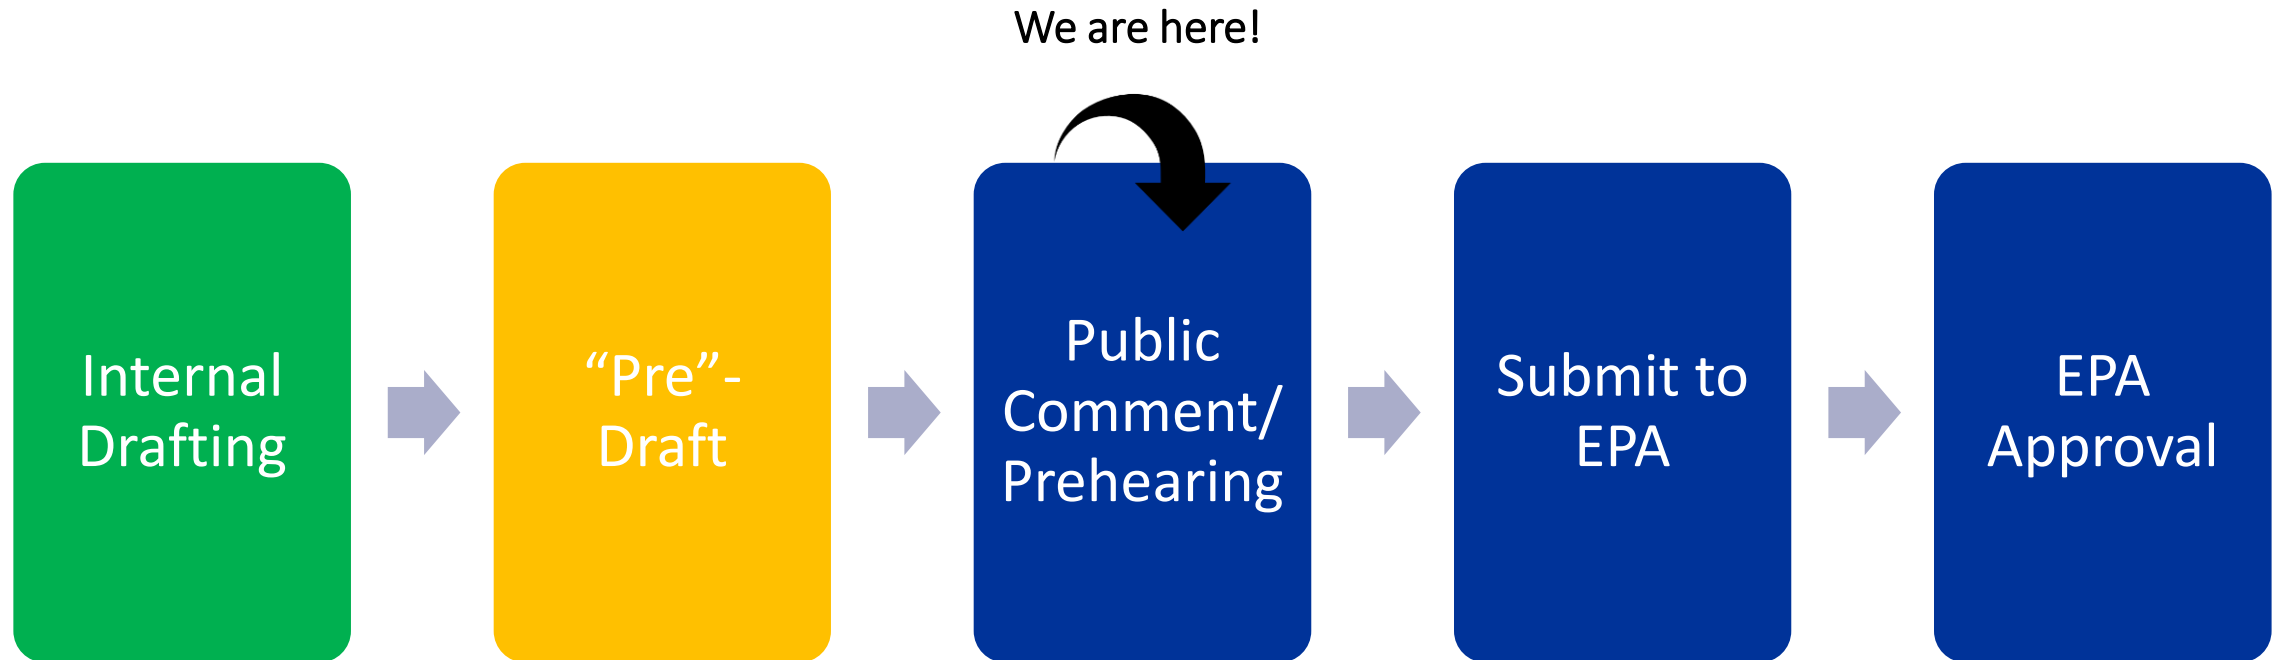 We are here!
Internal
Drafting
“Pre”-
Draft
Public
Comment/
Prehearing
Submit to
EPA
EPA
Approval